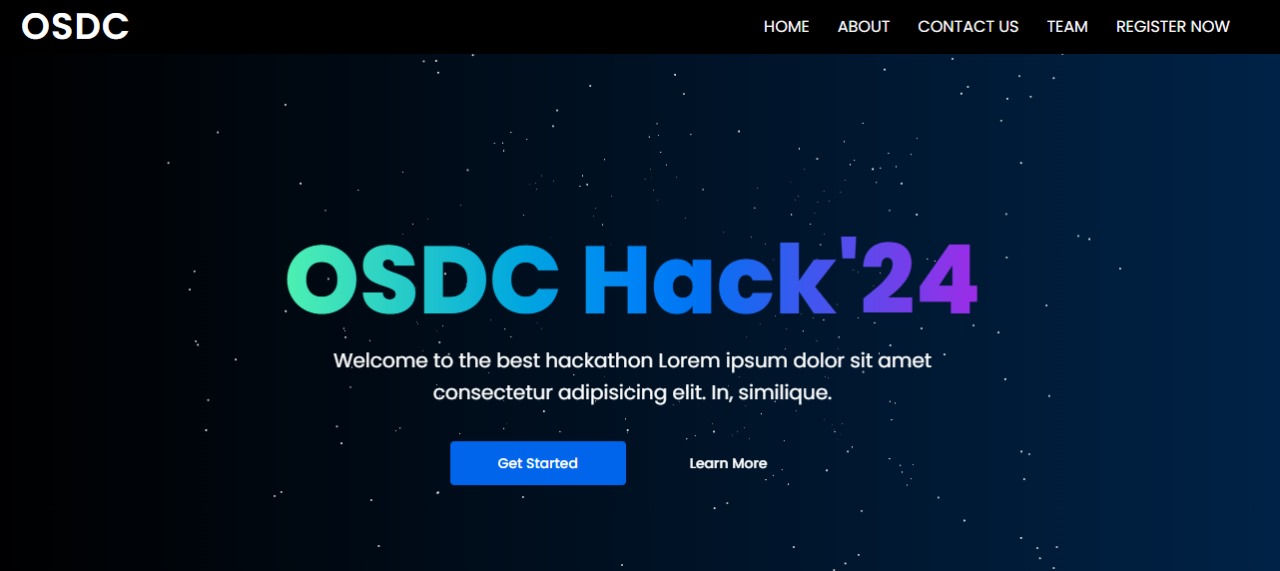 OSDC
HOME ABOUT CONTACT US TEAM REGISTER NOW
OSDC Hack'24
Welcome to the best hackathon Lorem ipsum dolor sit amet
consectetur adipisicing elit. In, similique.
Get Started Learn More